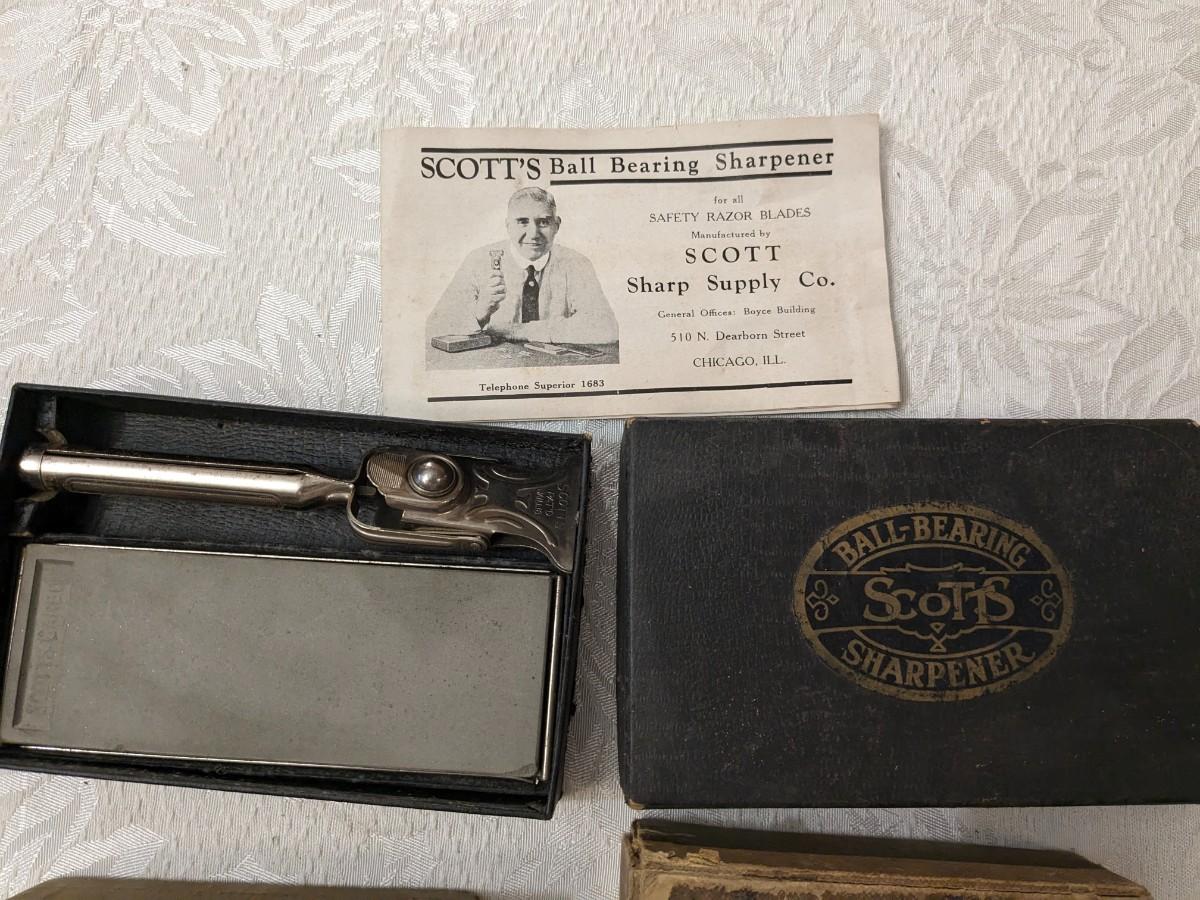 SCOTT'S Ball Bearing Sharpener
for all
SAFETY RAZOR BLADES
Manufactured by
SCOTT
Sharp Supply Co.
General Offices: Boyce Building
510 N. Dearborn Street
CHICAGO, ILL.
Telephone Superior 1683
SCOTT
BALL-BEARING
SCOTTS
SHARPENER